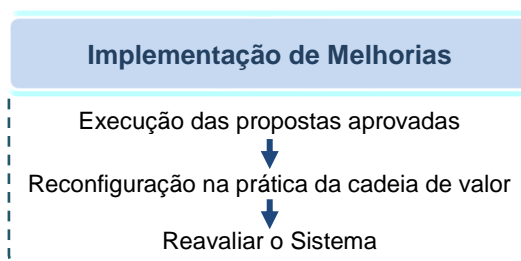 Implementação de Melhorias
Execução das propostas aprovadas
Reconfiguração na prática da cadeia de valor
Reavaliar o Sistema